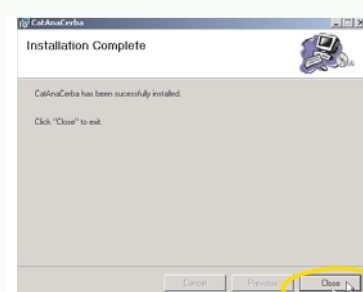 CatAnaCerba
Installation Complete
CatAnaCerba has been sucessfully installed.
Click "Close" to exit.
Cancel Previous Close